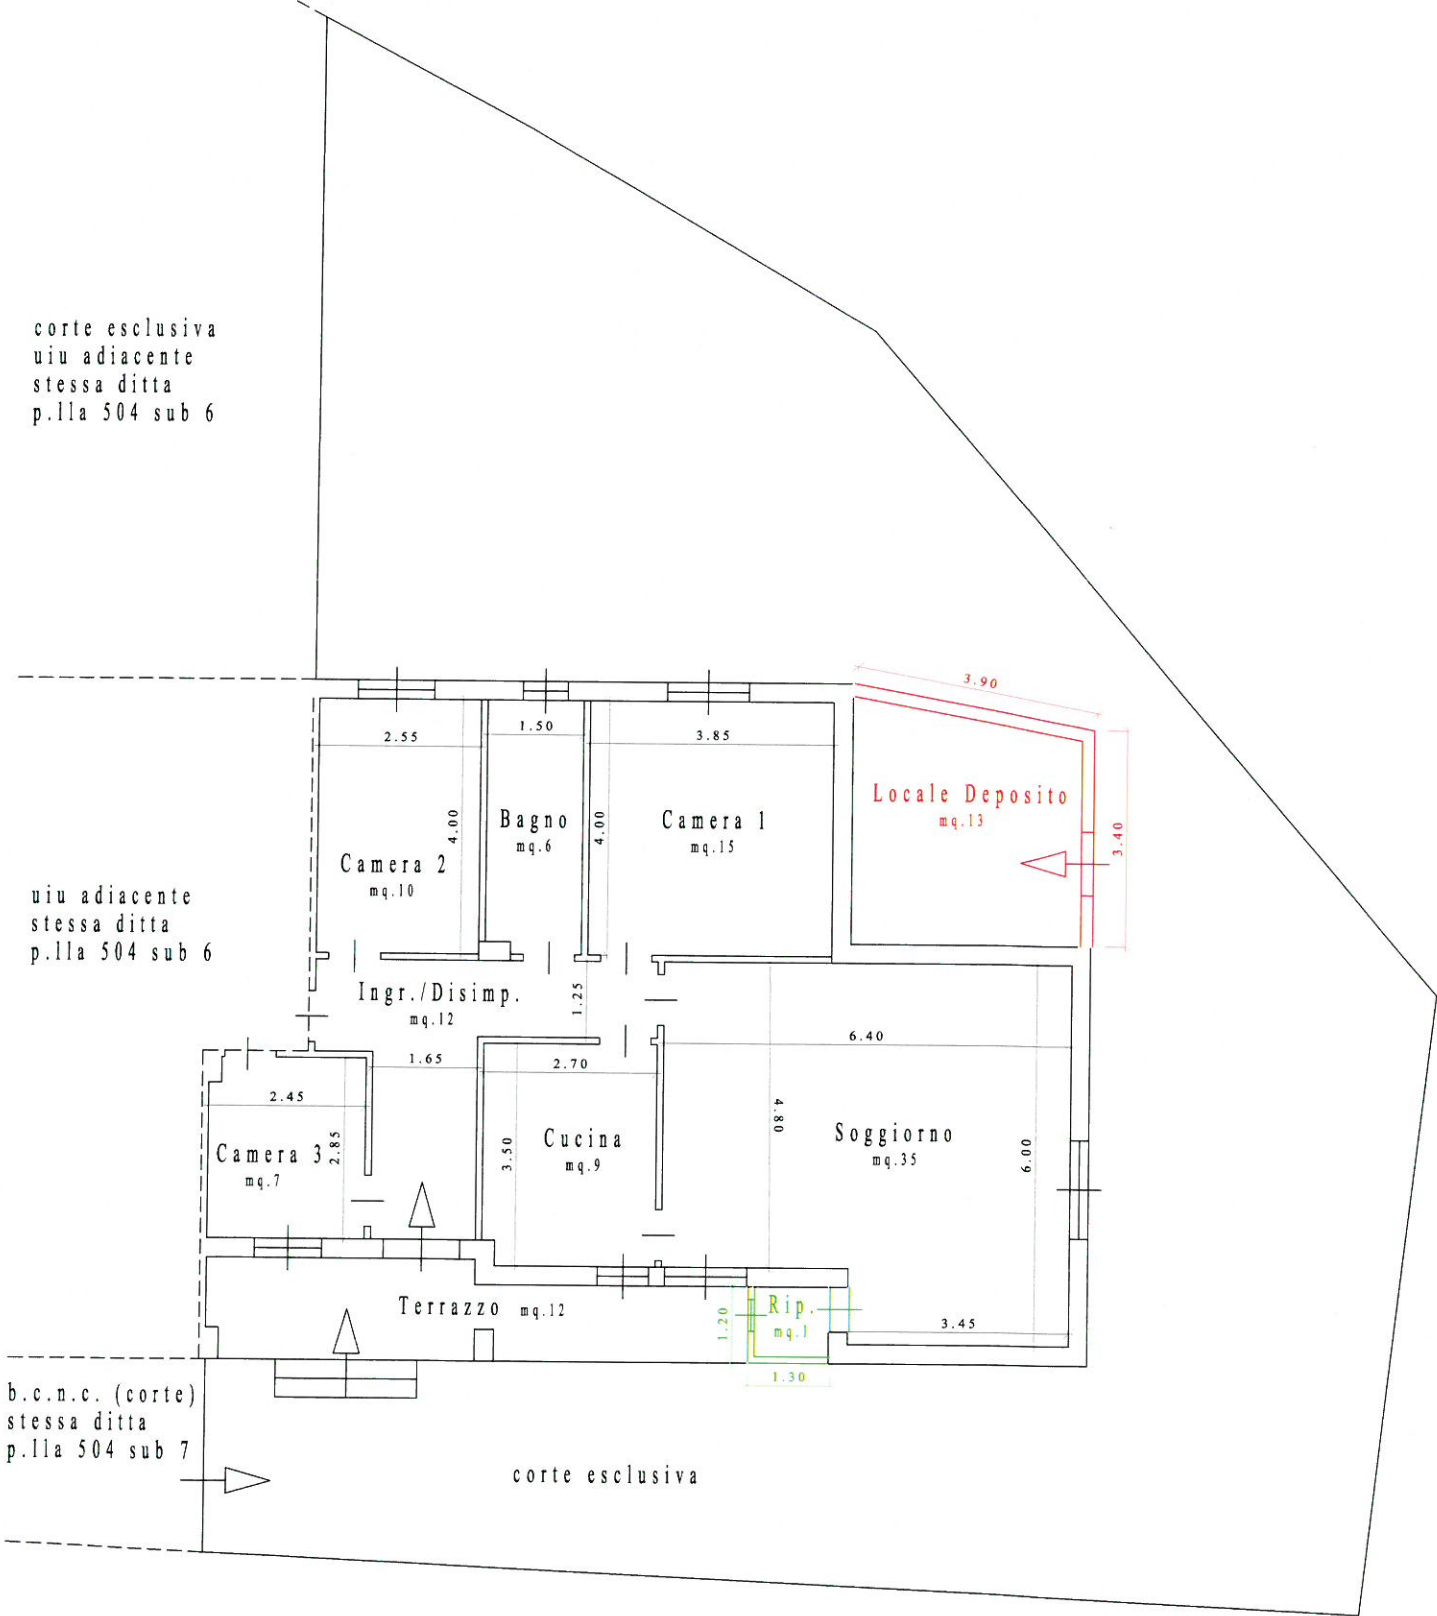 corte esclusiva
uiu adiacente
stessa ditta
p.lla 504 sub 6
3.90
2.55
1.50
3.85
Locale Deposito
mq.13
3.40
4.00
Bagno
mq.6
4.00
Camera 1
mq.15
Camera 2
mq.10
uiu adiacente
stessa ditta
p.lla 504 sub 6
Ingr./Disimp.
mq.12
1.25
1.65
2.70
6.40
2.45
Camera 3
mq.7
2.85
3.50
Cucina
mq.9
4.80
Soggiorno
mq.35
6.00
Terrazzo mq.12
1.20
Rip.
mq.1
3.45
1.30
b.c.n.c. (corte)
stessa ditta
p.lla 504 sub 7
corte esclusiva